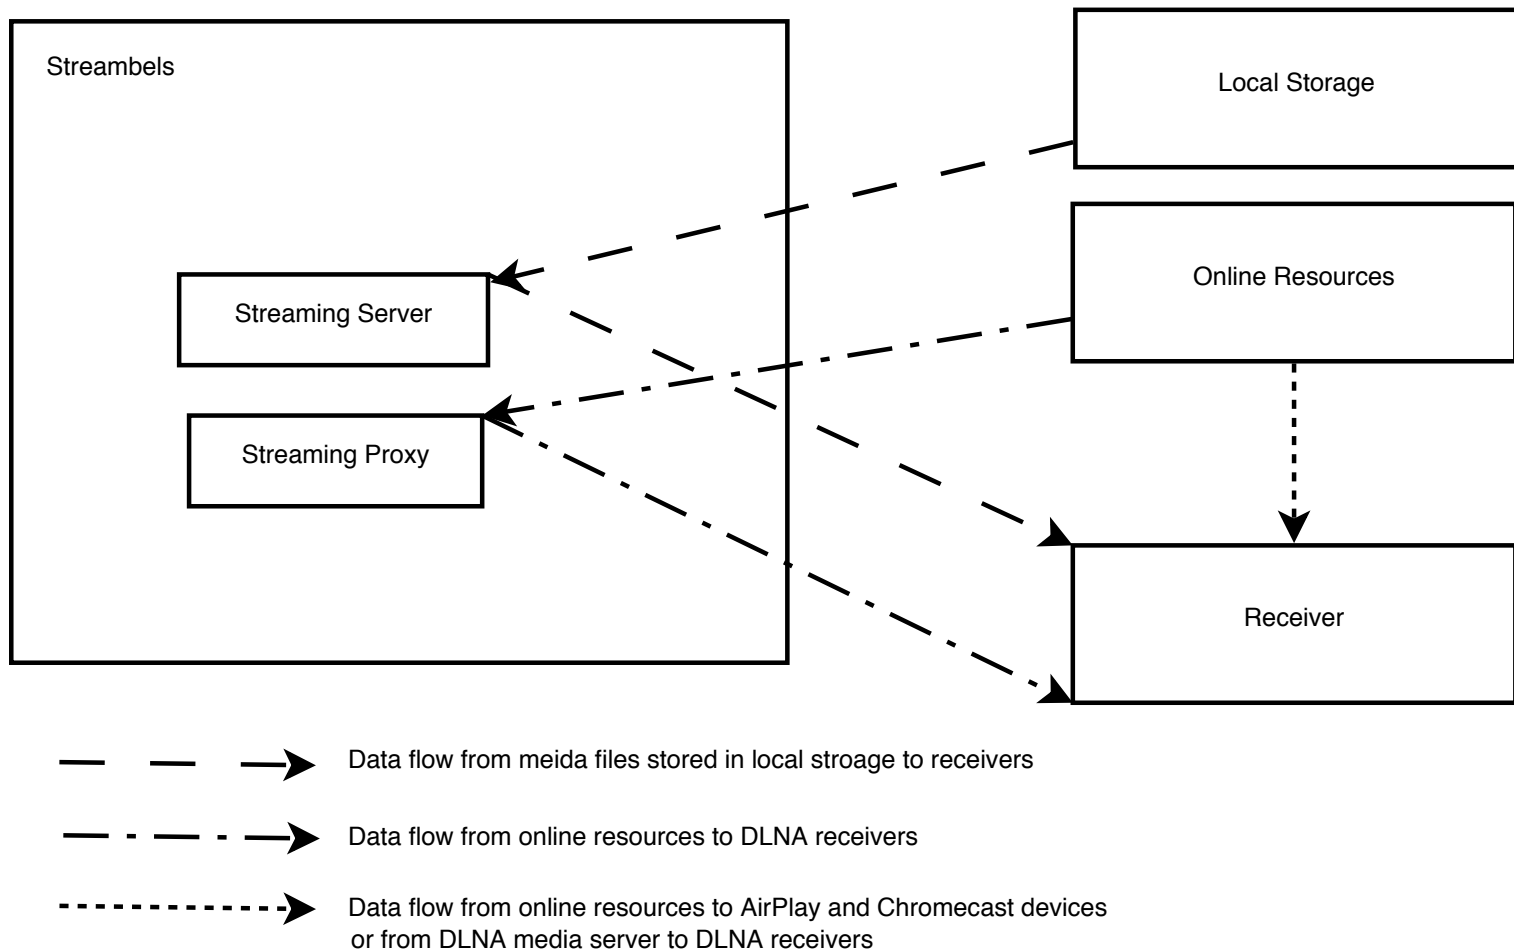 Streambels
Local Storage
Online Resources
Streaming Server
Streaming Proxy
Receiver
Data flow from meida files stored in local stroage to receivers
Data flow from online resources to DLNA receivers
Data flow from online resources to AirPlay and Chromecast devices
or from DLNA media server to DLNA receivers